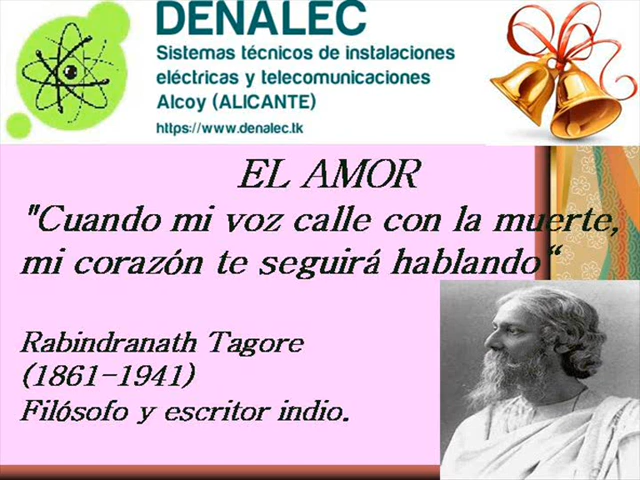 DENALEC
Sistemas técnicos de instalaciones
eléctricas y telecomunicaciones
Alcoy (ALICANTE)
https://www.denalec.tk
EL AMOR
"Cuando mi voz calle con la muerte,
mi corazón te seguirá hablando“
Rabindranath Tagore
(1861-1941)
Filósofo y escritor indio.